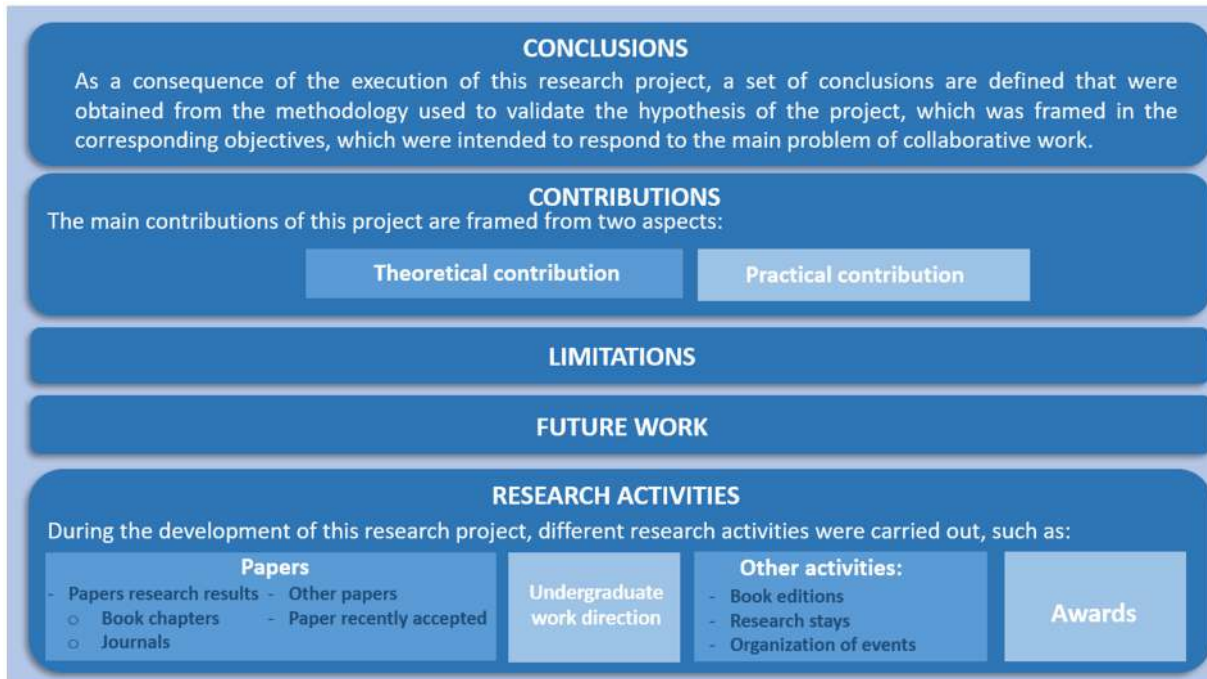 CONCLUSIONS
As a consequence of the execution of this research project, a set of conclusions are defined that were
obtained from the methodology used to validate the hypothesis of the project, which was framed in the
corresponding objectives, which were intended to respond to the main problem of collaborative work.
CONTRIBUTIONS
The main contributions of this project are framed from two aspects:
Theoretical contribution
Practical contribution
LIMITATIONS
FUTURE WORK
RESEARCH ACTIVITIES
During the development of this research project, different research activities were carried out, such as:
Papers
- Papers research results
o Book chapters
o Journals
- Other papers
- Paper recently accepted
Undergraduate
work direction
Other activities:
- Book editions
- Research stays
- Organization of events
Awards